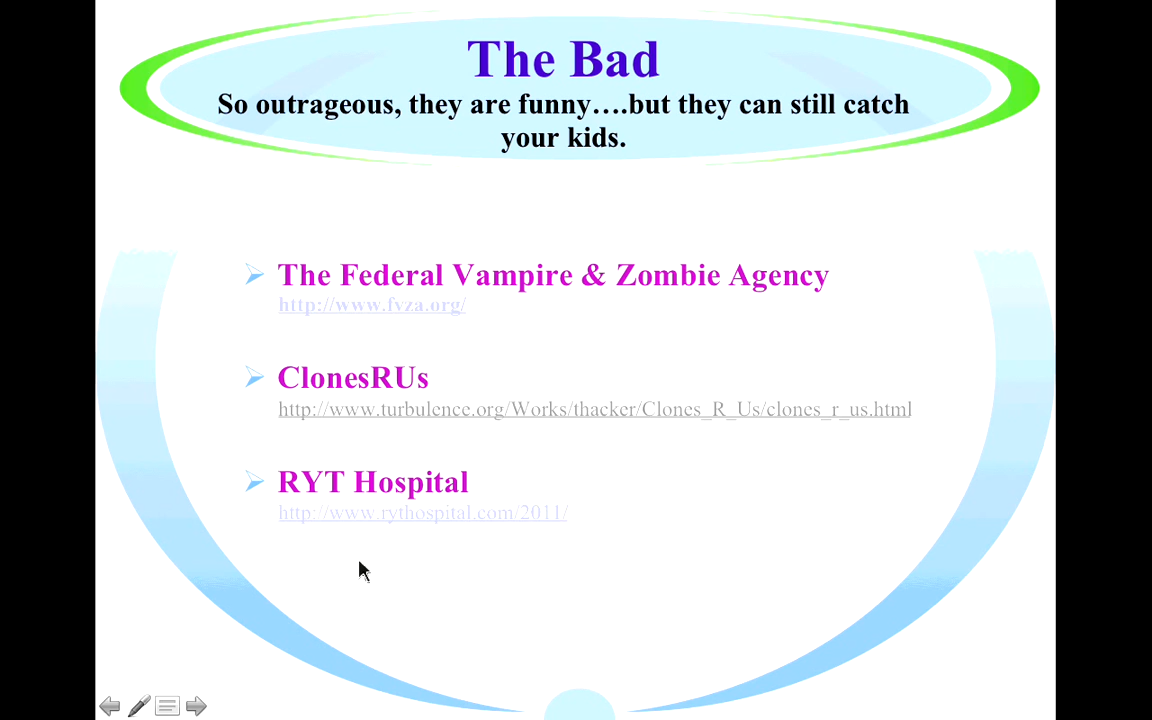 The Bad
So outrageous, they are funny….but they can still catch
your kids.
The Federal Vampire & Zombie Agency
http://www.fvza.org/
ClonesRUs
http://www.turbulence.org/Works/thacker/Clones_R_Us/clones_r_us.html
RYT Hospital
http://www.rythospital.com/2011/